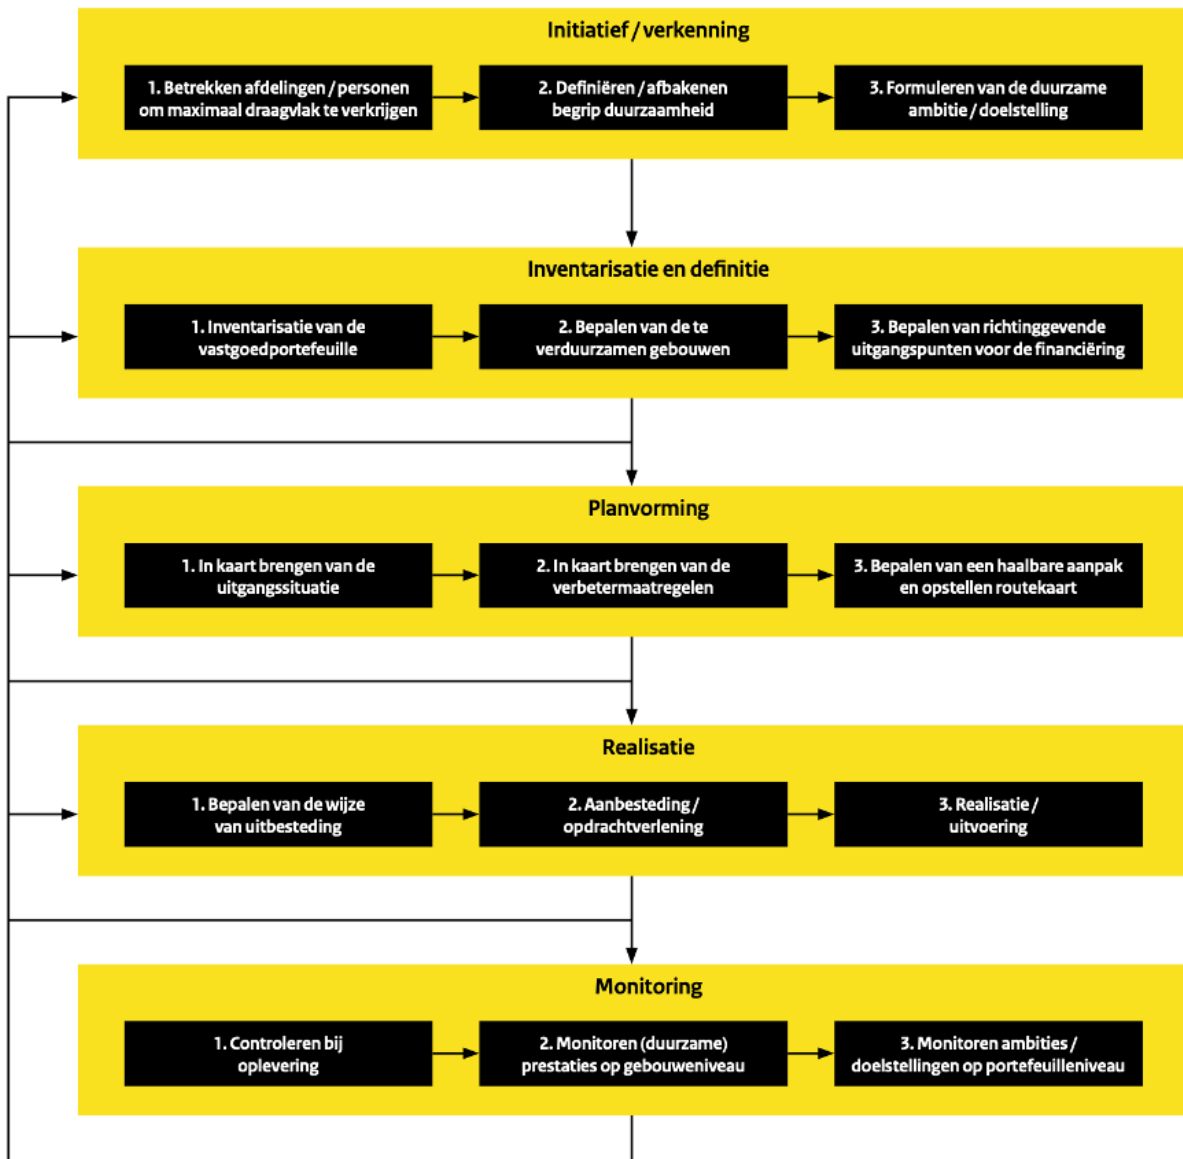 Initiatief / verkenning
1. Betrekken afdelingen / personen
om maximaal draagvlak te verkrijgen
2. Definiëren / afbakenen
begrip duurzaamheid
3. Formuleren van de duurzame
ambitie / doelstelling
Inventarisatie en definitie
1. Inventarisatie van de
vastgoedportefeuille
2. Bepalen van de te
verduurzamen gebouwen
3. Bepalen van richtinggevende
uitgangspunten voor de financiëring
Planvorming
1. In kaart brengen van de
uitgangssituatie
2. In kaart brengen van de
verbetermaatregelen
3. Bepalen van een haalbare aanpak
en opstellen routekaart
Realisatie
1. Bepalen van de wijze
van uitbesteding
2. Aanbesteding /
opdrachtverlening
3. Realisatie /
uitvoering
Monitoring
1. Controleren bij
oplevering
2. Monitoren (duurzame)
prestaties op gebouweniveau
3. Monitoren ambities /
doelstellingen op portefeuilleniveau